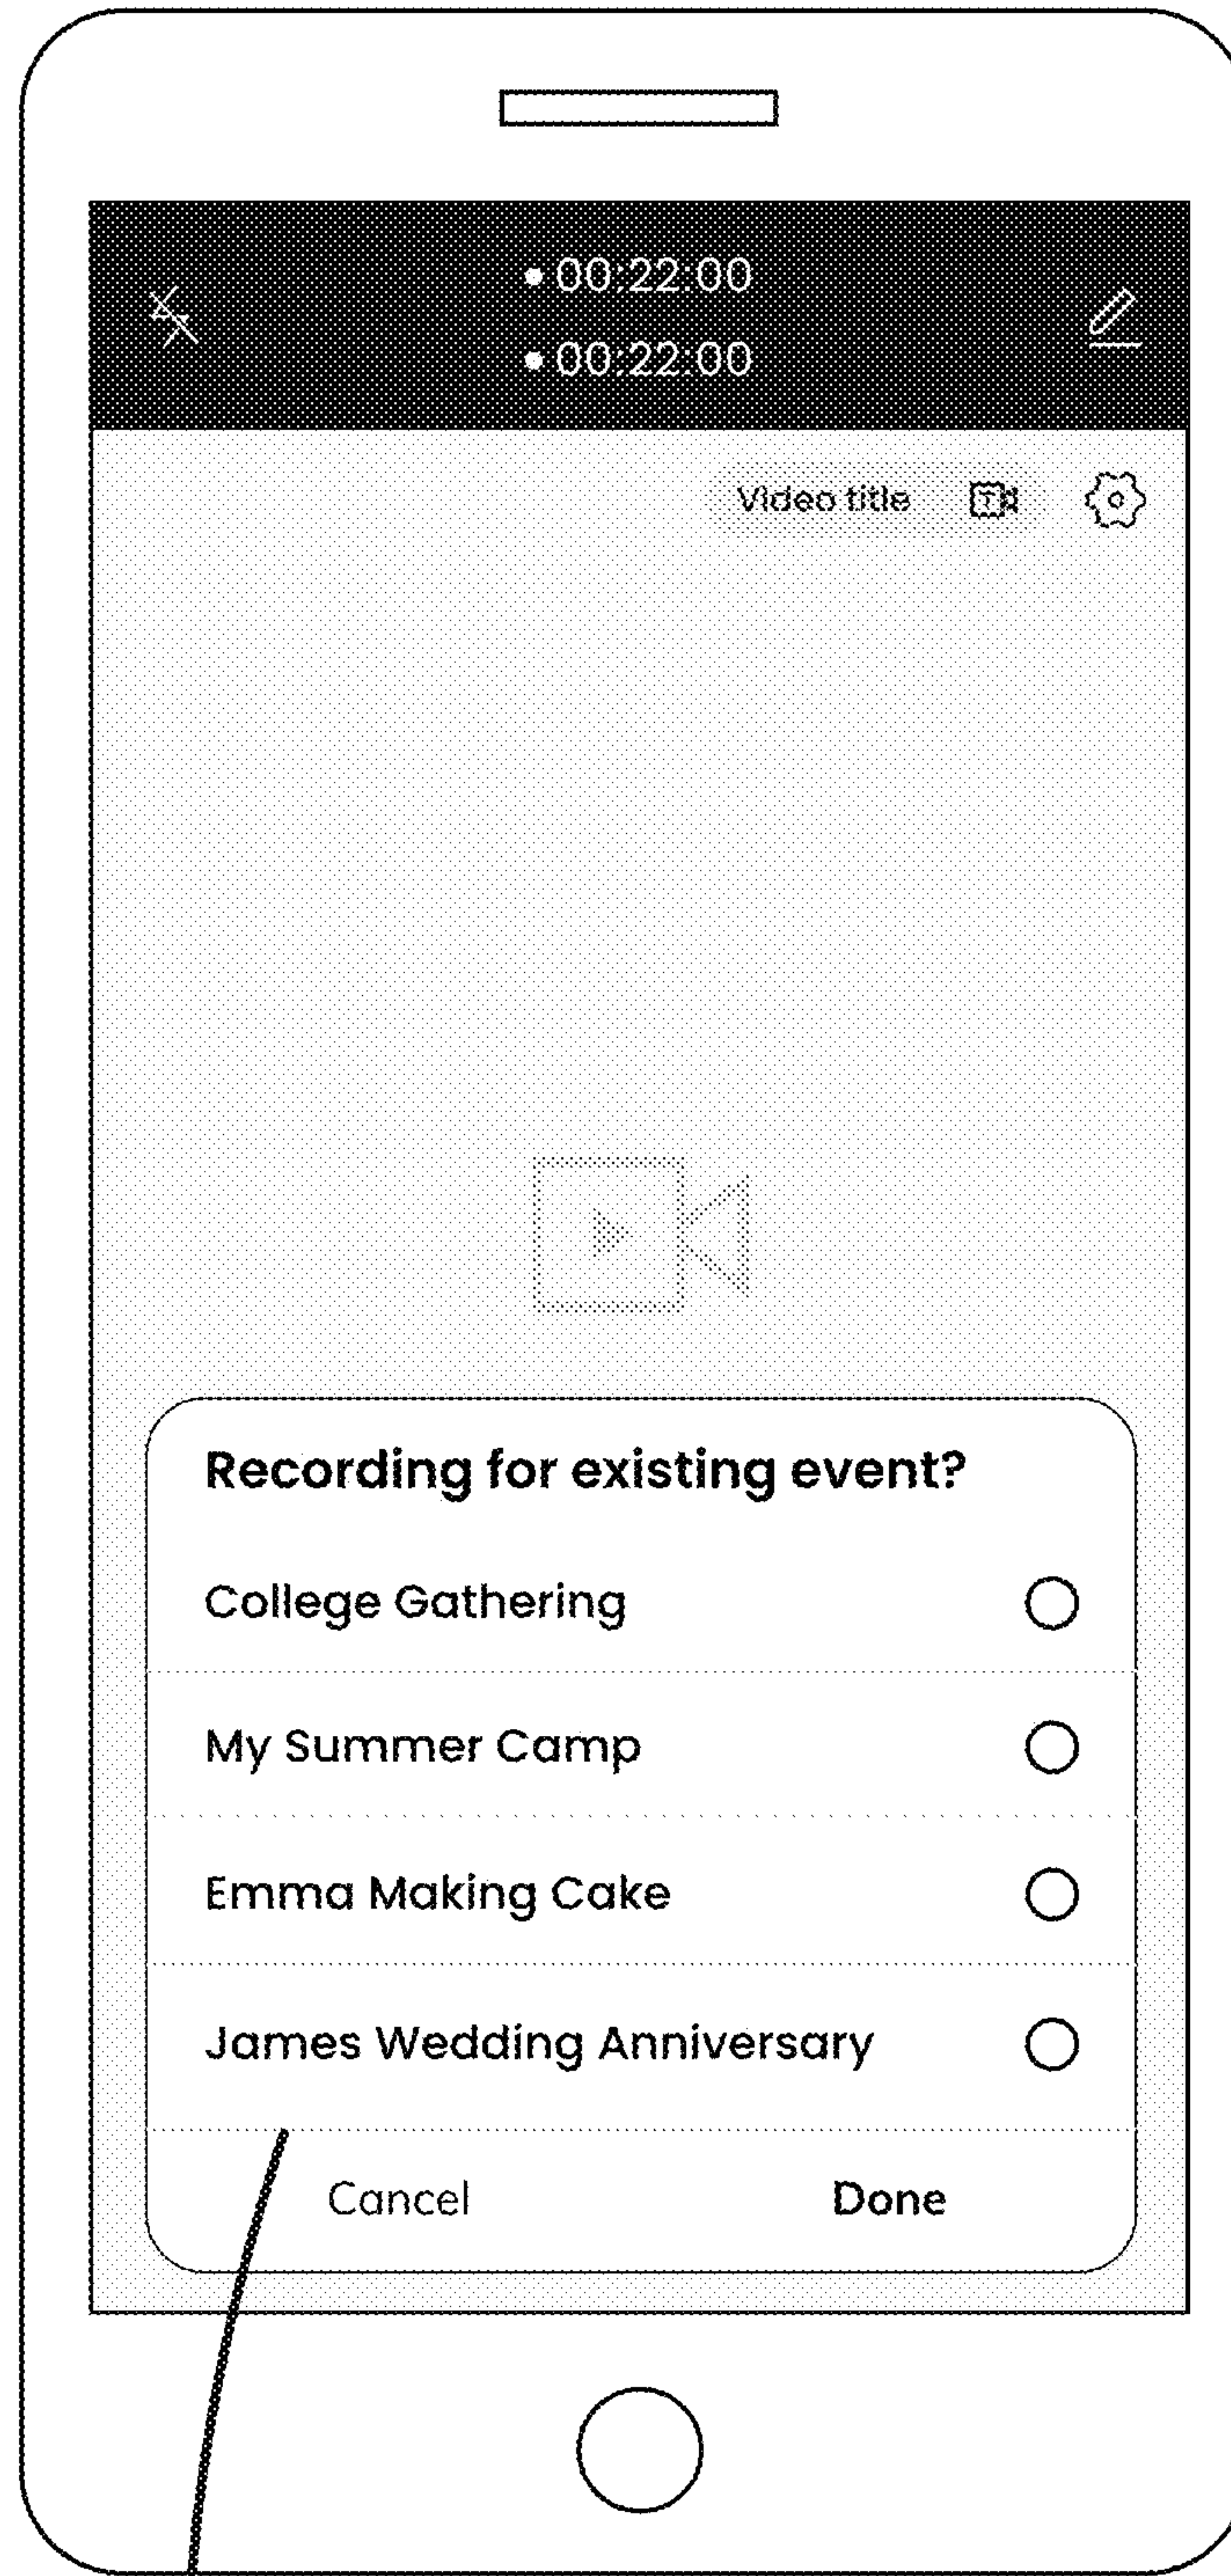 00:22:00
00:22:00
Video title
Recording for existing event?
College Gathering
My Summer Camp
Emma Making Cake
James Wedding Anniversary
Cancel Done